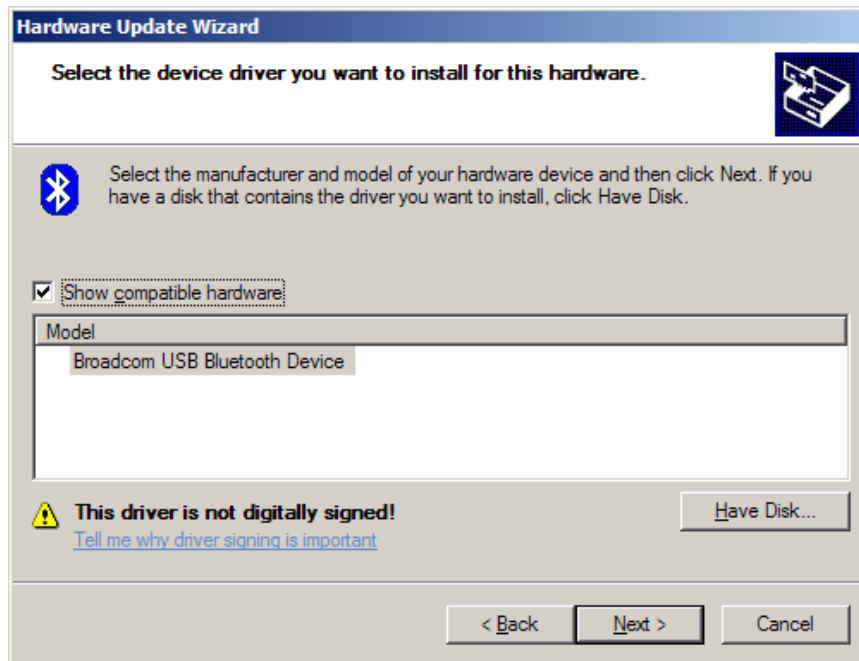 Hardware Update Wizard
Select the device driver you want to install for this hardware.
Select the manufacturer and model of your hardware device and then click Next. If you
have a disk that contains the driver you want to install, click Have Disk.
Show compatible hardware
Model
Broadcom USB Bluetooth Device
This driver is not digitally signed!
Have Disk...
Tell me why driver signing is important
< Back
Next >
Cancel